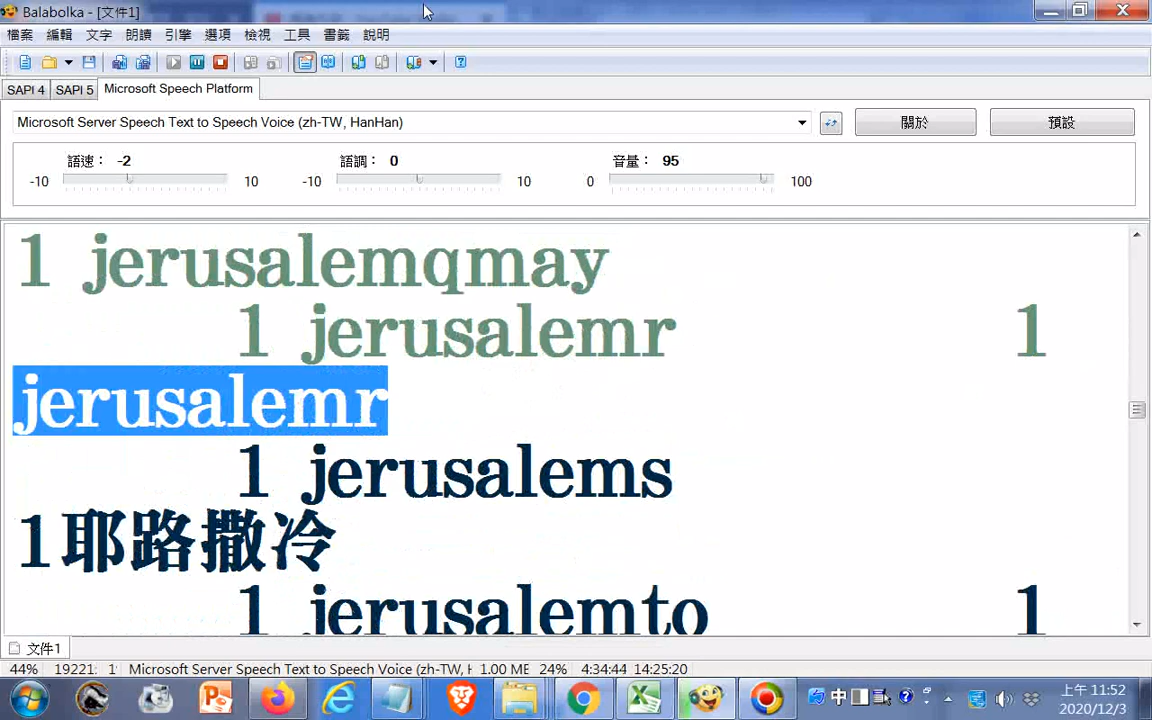 Balabolka - [文件1]
檔案 編輯 文字 朗讀 引擎 選項 檢視 工具 書籤 說明
SAPI 4 SAPI 5 Microsoft Speech Platform
Microsoft Server Speech Text to Speech Voice (zh-TW, HanHan) 關於 預設
語速： -2 語調： 0 音量： 95
-10 10 -10 10 0 100
1 jerusalemqmay
1 jerusalemr 1
jerusalemr
1 jerusalems
1耶路撒冷
1 jerusalemto 1
文件1
44% 19221 Microsoft Server Speech Text to Speech Voice (zh-TW, 1.00 ME 24% 4:34:44 14:25:20
中 上午 11:52
2020/12/3